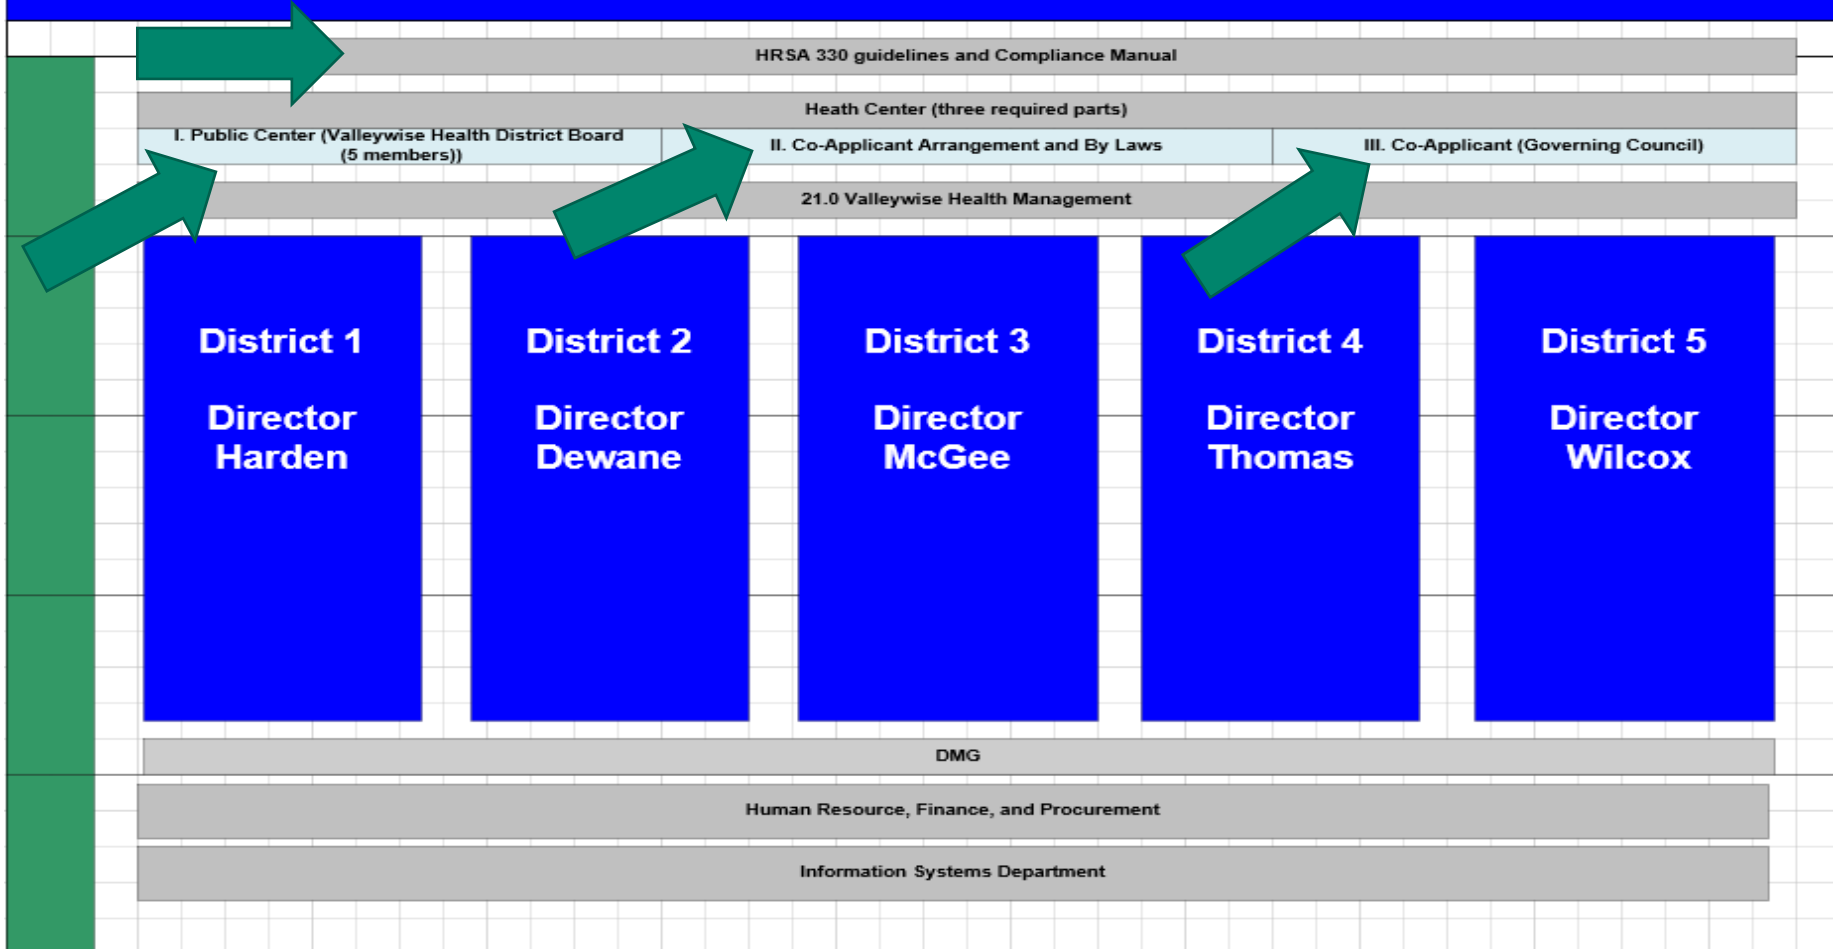 HRSA 330 guidelines and Compliance Manual
Heath Center (three required parts)
I. Public Center (Valleywise Health District Board
(5 members))
II. Co-Applicant Arrangement and By Laws
III. Co-Applicant (Governing Council)
21.0 Valleywise Health Management
District 1
Director
Harden
District 2
Director
Dewane
District 3
Director
McGee
District 4
Director
Thomas
District 5
Director
Wilcox
DMG
Human Resource, Finance, and Procurement
Information Systems Department